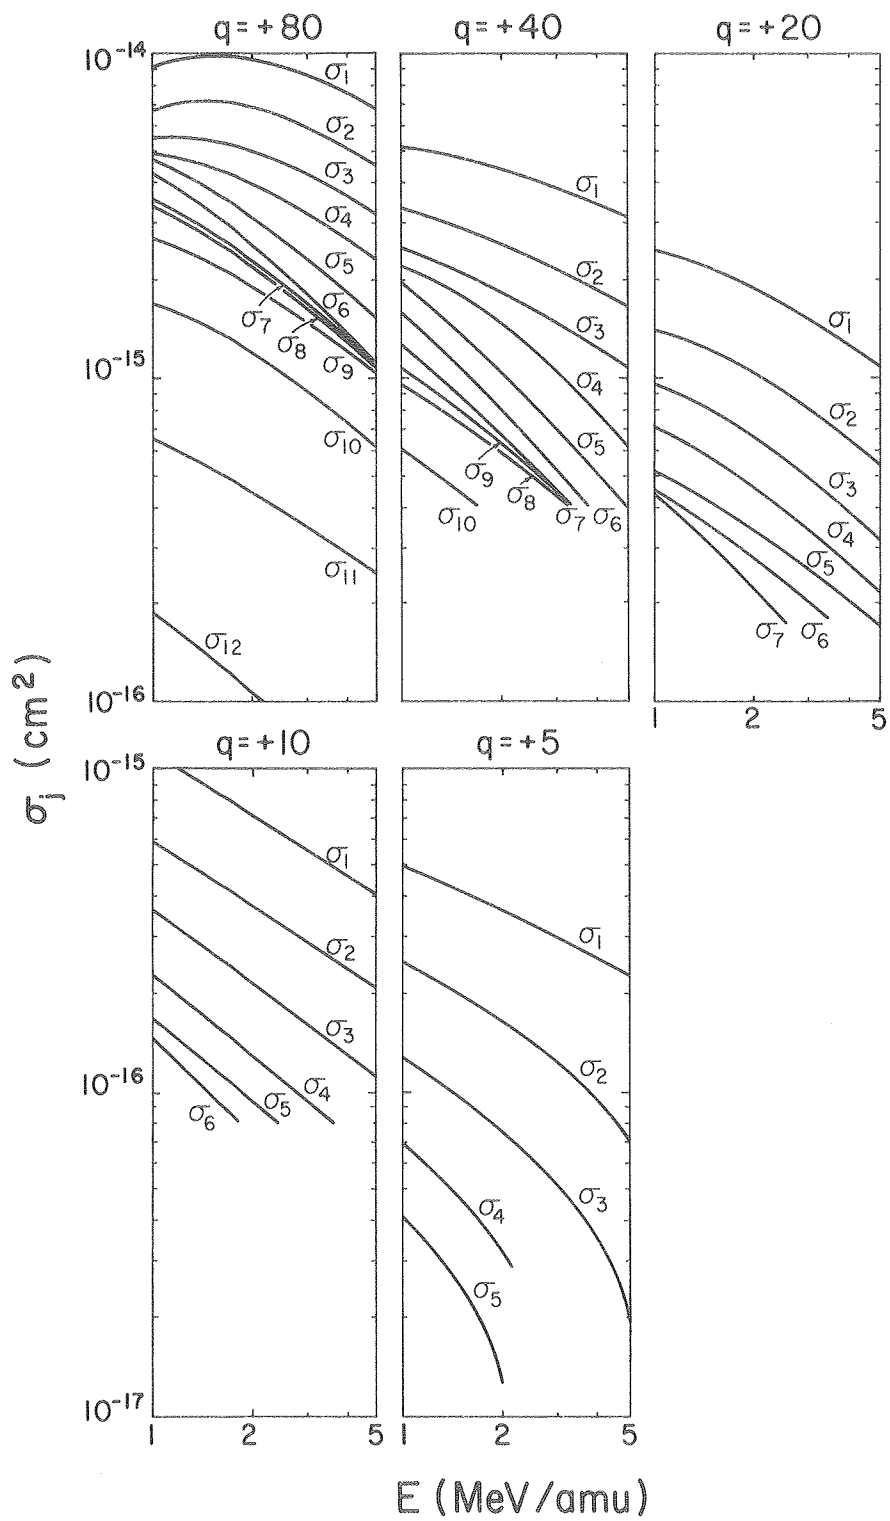 q=+80
q=+40
q=+20
10⁻¹⁴
10⁻¹⁵
10⁻¹⁶
σ1
σ2
σ3
σ4
σ5
σ6
σ7
σ8
σ9
σ10
σ11
σ12
σ1
σ2
σ3
σ4
σ5
σ9
σ8
σ10
σ7
σ6
σ1
σ2
σ3
σ4
σ5
σ7
σ6
1
2
5
σj (cm²)
q=+10
q=+5
10⁻¹⁵
10⁻¹⁶
10⁻¹⁷
σ1
σ2
σ3
σ4
σ5
σ6
σ1
σ2
σ3
σ4
σ5
1
2
5
1
2
5
E (MeV/amu)